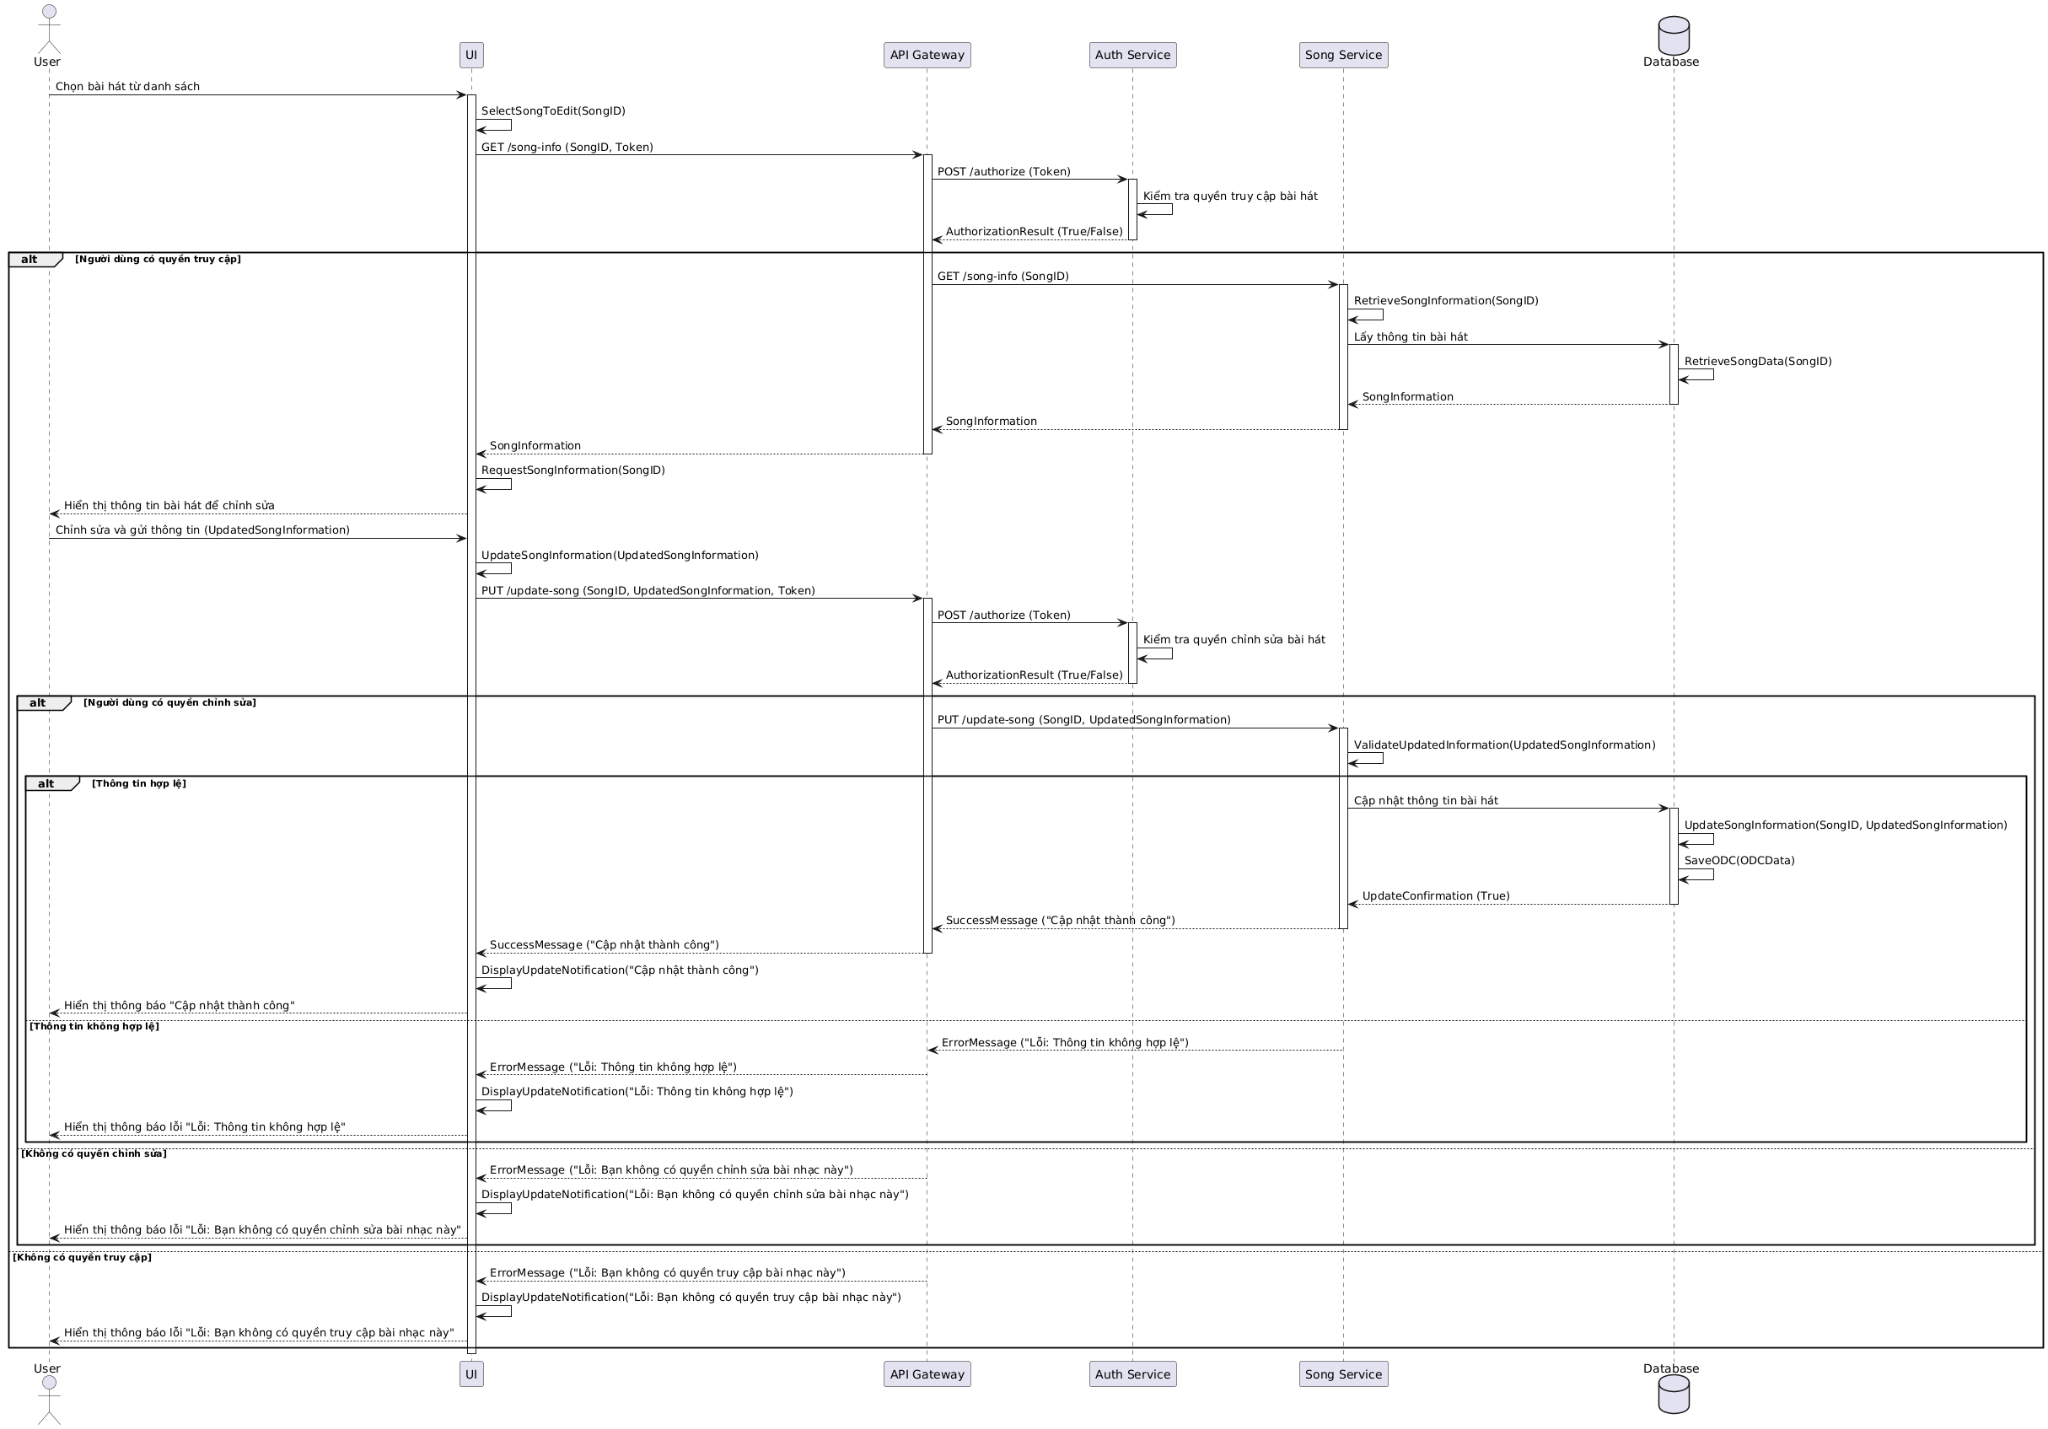 User
UI
API Gateway
Auth Service
Song Service
Database
Chọn bài hát từ danh sách
SelectSongToEdit(SongID)
GET /song-info (SongID, Token)
POST /authorize (Token)
Kiểm tra quyền truy cập bài hát
AuthorizationResult (True/False)
alt [Người dùng có quyền truy cập]
GET /song-info (SongID)
RetrieveSongInformation(SongID)
Lấy thông tin bài hát
RetrieveSongData(SongID)
SongInformation
SongInformation
SongInformation
RequestSongInformation(SongID)
Hiển thị thông tin bài hát để chỉnh sửa
Chỉnh sửa và gửi thông tin (UpdatedSongInformation)
UpdateSongInformation(UpdatedSongInformation)
PUT /update-song (SongID, UpdatedSongInformation, Token)
POST /authorize (Token)
Kiểm tra quyền chỉnh sửa bài hát
AuthorizationResult (True/False)
alt [Người dùng có quyền chỉnh sửa]
PUT /update-song (SongID, UpdatedSongInformation)
ValidateUpdatedInformation(UpdatedSongInformation)
alt [Thông tin hợp lệ]
Cập nhật thông tin bài hát
UpdateSongInformation(SongID, UpdatedSongInformation)
SaveODC(ODCData)
UpdateConfirmation (True)
SuccessMessage ("Cập nhật thành công")
SuccessMessage ("Cập nhật thành công")
DisplayUpdateNotification("Cập nhật thành công")
Hiển thị thông báo "Cập nhật thành công"
[Thông tin không hợp lệ]
ErrorMessage ("Lỗi: Thông tin không hợp lệ")
ErrorMessage ("Lỗi: Thông tin không hợp lệ")
DisplayUpdateNotification("Lỗi: Thông tin không hợp lệ")
Hiển thị thông báo lỗi "Lỗi: Thông tin không hợp lệ"
[Không có quyền chỉnh sửa]
ErrorMessage ("Lỗi: Bạn không có quyền chỉnh sửa bài nhạc này")
DisplayUpdateNotification("Lỗi: Bạn không có quyền chỉnh sửa bài nhạc này")
Hiển thị thông báo lỗi "Lỗi: Bạn không có quyền chỉnh sửa bài nhạc này"
[Không có quyền truy cập]
ErrorMessage ("Lỗi: Bạn không có quyền truy cập bài nhạc này")
DisplayUpdateNotification("Lỗi: Bạn không có quyền truy cập bài nhạc này")
Hiển thị thông báo lỗi "Lỗi: Bạn không có quyền truy cập bài nhạc này"
User
UI
API Gateway
Auth Service
Song Service
Database